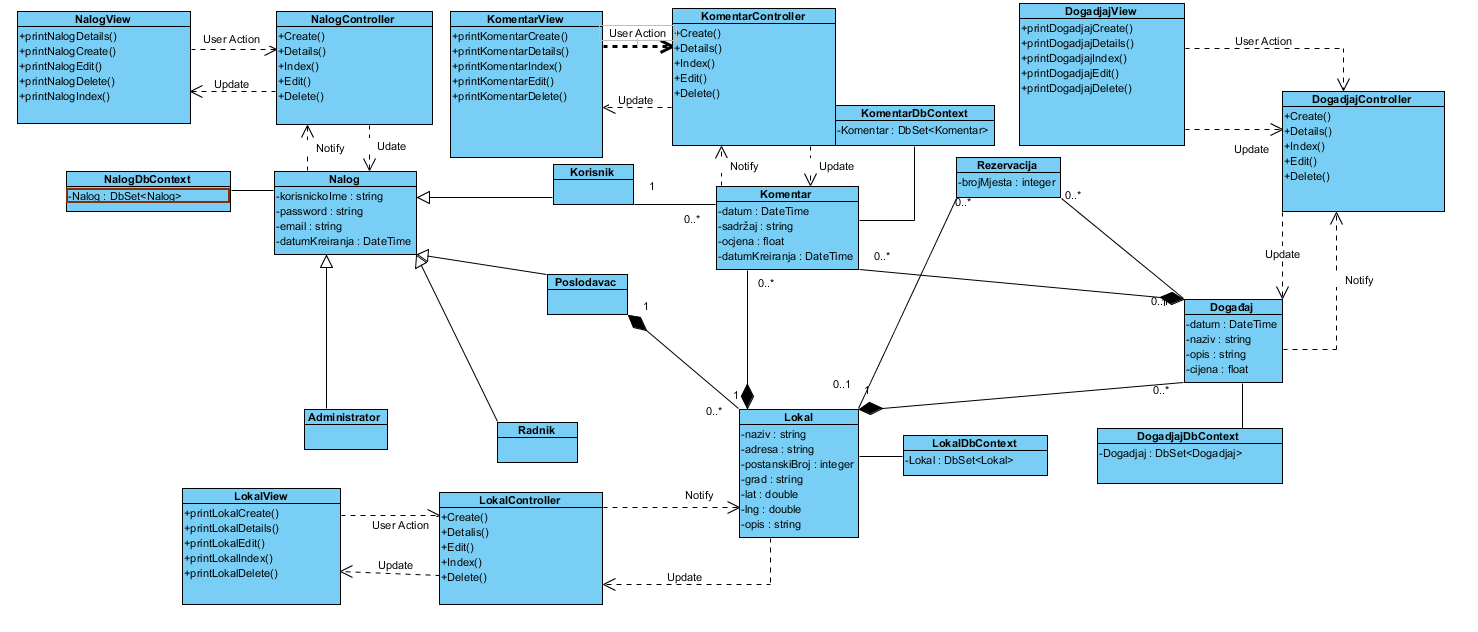 NalogView
+printNalogDetails()
+printNalogCreate()
+printNalogEdit()
+printNalogDelete()
+printNalogIndex()
User Action
Update
NalogController
+Create()
+Details()
+Index()
+Edit()
+Delete()
KomentarView
+printKomentarCreate()
+printKomentarDetails()
+printKomentarIndex()
+printKomentarEdit()
+printKomentarDelete()
User Action
Update
KomentarController
+Create()
+Details()
+Index()
+Edit()
+Delete()
KomentarDbContext
-Komentar : DbSet<Komentar>
DogadjajView
+printDogadjajCreate()
+printDogadjajDetails()
+printDogadjajIndex()
+printDogadjajEdit()
+printDogadjajDelete()
User Action
Update
DogadjajController
+Create()
+Details()
+Index()
+Edit()
+Delete()
Notify
Udate
NalogDbContext
-Nalog : DbSet<Nalog>
Nalog
-korisnickoIme : string
-password : string
-email : string
-datumKreiranja : DateTime
Korisnik
1
0..*
Notify
Update
Komentar
-datum : DateTime
-sadržaj : string
-ocjena : float
-datumKreiranja : DateTime
Rezervacija
-brojMjesta : integer
0..*
0..*
0..*
0..*
Update
Notify
Poslodavac
1
Događaj
-datum : DateTime
-naziv : string
-opis : string
-cijena : float
0..1
1
1
0..*
0..*
Administrator
Radnik
Lokal
-naziv : string
-adresa : string
-postanskiBroj : integer
-grad : string
-lat : double
-lng : double
-opis : string
LokalDbContext
-Lokal : DbSet<Lokal>
DogadjajDbContext
-Dogadjaj : DbSet<Dogadjaj>
LokalView
+printLokalCreate()
+printLokalDetails()
+printLokalEdit()
+printLokalIndex()
+printLokalDelete()
User Action
Update
LokalController
+Create()
+Detalis()
+Edit()
+Index()
+Delete()
Notify
Update